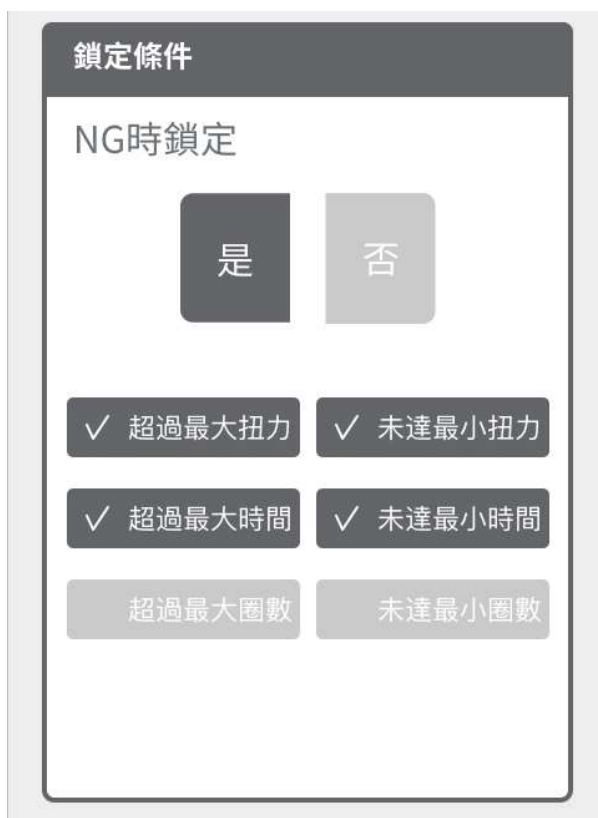 鎖定條件
NG時鎖定
是 否
✓ 超過最大扭力 ✓ 未達最小扭力
✓ 超過最大時間 ✓ 未達最小時間
超過最大圈數 未達最小圈數